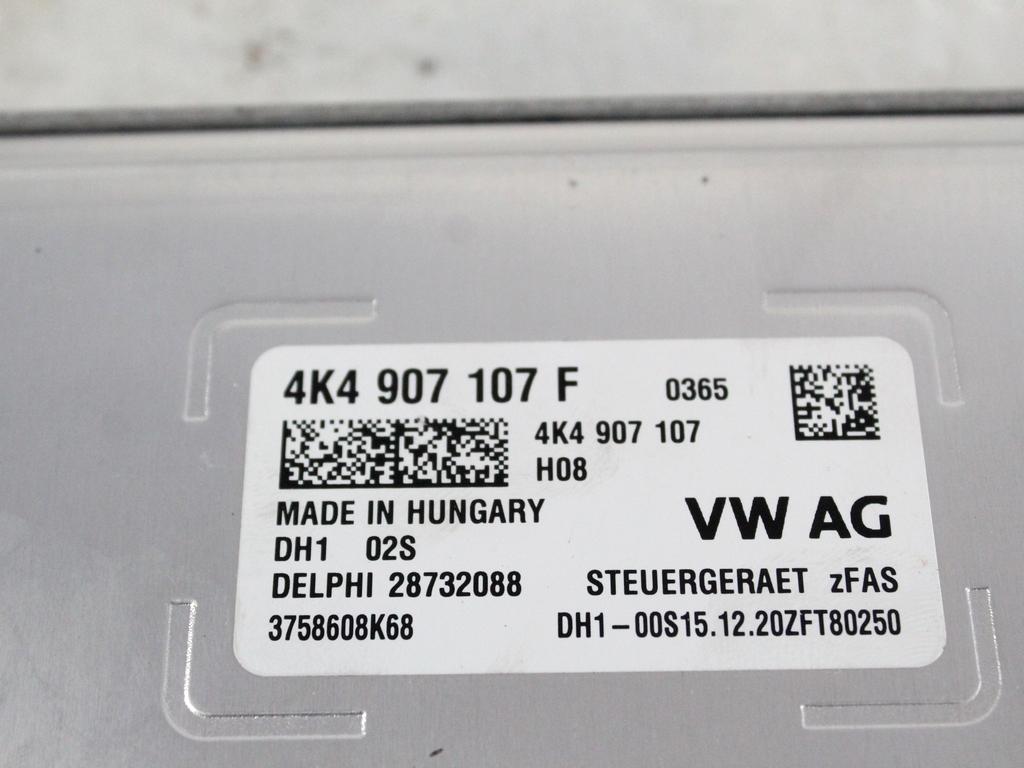 4K4 907 107 F 0365
4K4 907 107
H08
MADE IN HUNGARY
VW AG
DH1 02S
DELPHI 28732088 STEUERGERAET zFAS
3758608K68 DH1-00S15.12.20ZFT80250